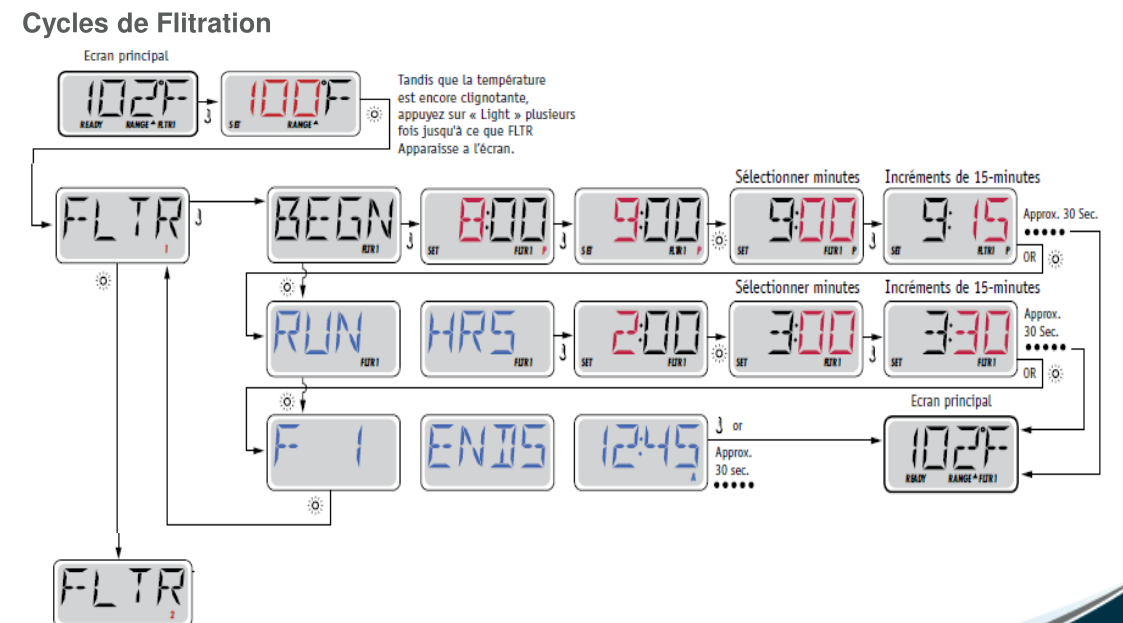 Cycles de Flitration
Ecran principal
102°F
READY RANGE FLTR1
100°F
SET RANGE
Tandis que la température
est encore clignotante,
appuyez sur « Light » plusieurs
fois jusqu'à ce que FLTR
Apparaisse a l'écran.
Sélectionner minutes
Incréments de 15-minutes
FLTR
1
BEGN
FLTR1
8:00
SET FLTR1 P
9:00
SET FLTR1 P
9:00
SET FLTR1 P
9:15
SET FLTR1 P
Approx. 30 Sec.
OR
Sélectionner minutes
Incréments de 15-minutes
RUN
FLTR1
HRS
FLTR1
2:00
SET FLTR1
3:00
SET FLTR1
3:30
SET FLTR1
Approx.
30 Sec.
OR
Ecran principal
F 1
ENDS
12:45
A
or
Approx.
30 sec.
102°F
READY RANGE FLTR1
FLTR
2